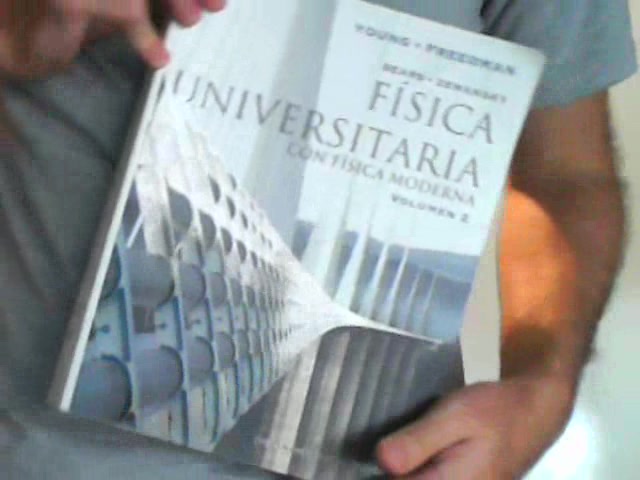 YOUNG • FREEDMAN
SEARS • ZEMANSKY
FÍSICA
UNIVERSITARIA
CON FÍSICA MODERNA
VOLUMEN 2